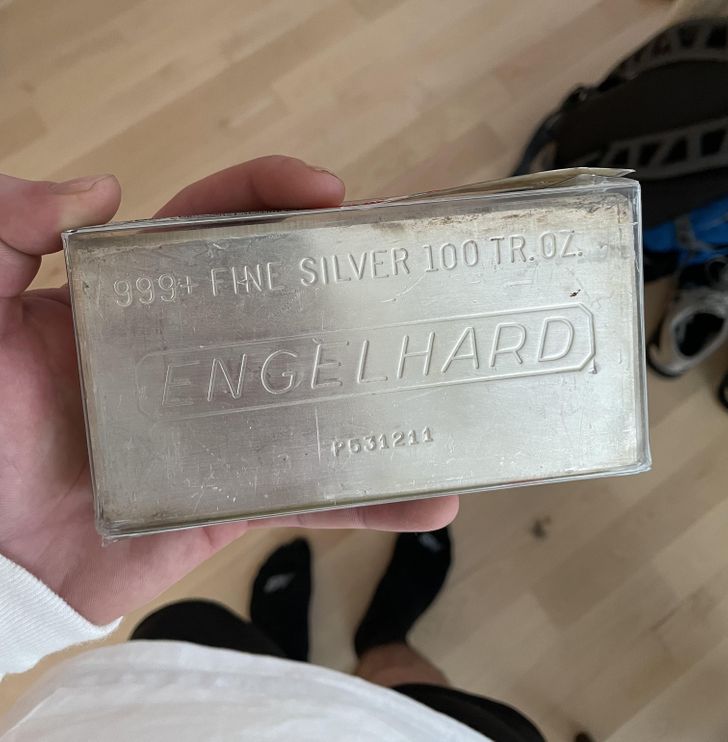 999+ FINE SILVER 100 TR.OZ.
ENGELHARD
P531211